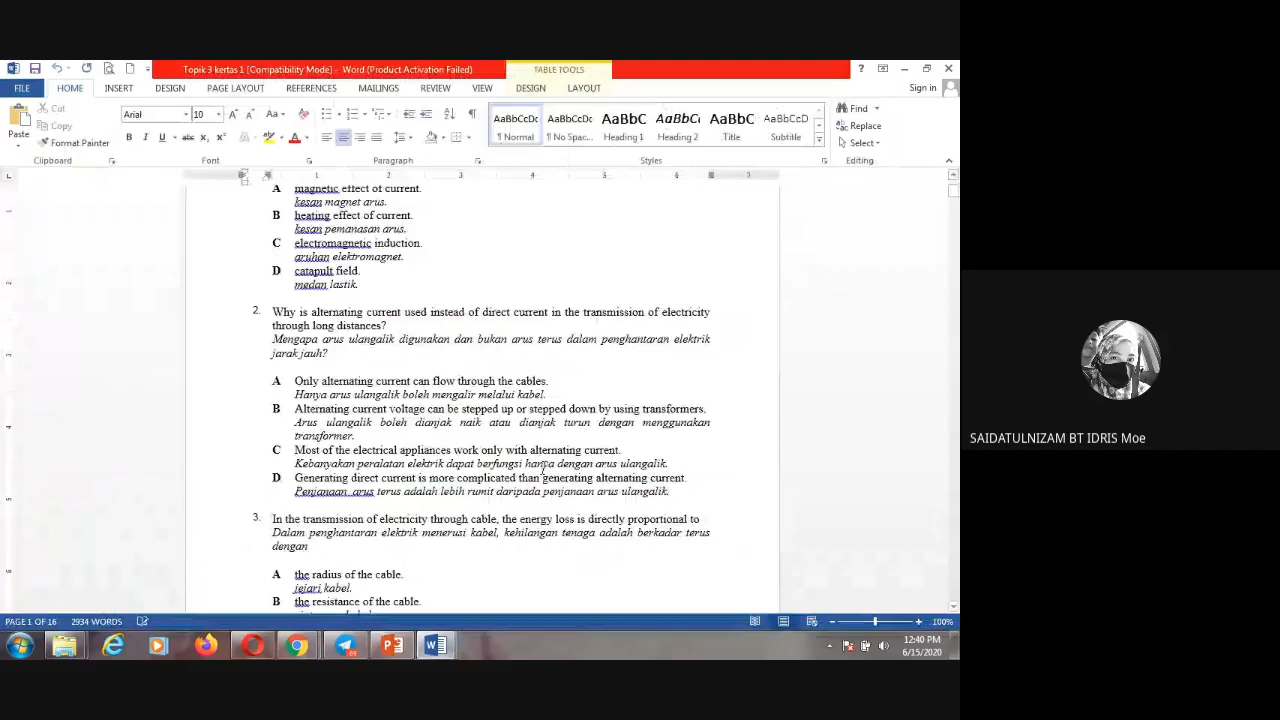 Topik 3 kertas 1 [Compatibility Mode] - Word (Product Activation Failed)
TABLE TOOLS
FILE HOME INSERT DESIGN PAGE LAYOUT REFERENCES MAILINGS REVIEW VIEW DESIGN LAYOUT Sign in
Cut
Copy
Format Painter
Paste
Clipboard
Arial 10
Font
Paragraph
AaBbCcDc AaBbCcDc AaBbC AaBbCc AaBbC AaBbCcD
¶ Normal ¶ No Spac... Heading 1 Heading 2 Title Subtitle
Styles
Find
Replace
Select
Editing
1 2 3 4 5 6 7
A magnetic effect of current.
kesan magnet arus.
B heating effect of current.
kesan pemanasan arus.
C electromagnetic induction.
aruhan elektromagnet.
D catapult field.
medan lastik.
2. Why is alternating current used instead of direct current in the transmission of electricity
through long distances?
Mengapa arus ulangalik digunakan dan bukan arus terus dalam penghantaran elektrik
jarak jauh?
A Only alternating current can flow through the cables.
Hanya arus ulangalik boleh mengalir melalui kabel.
B Alternating current voltage can be stepped up or stepped down by using transformers.
Arus ulangalik boleh dianjak naik atau dianjak turun dengan menggunakan
transformer.
C Most of the electrical appliances work only with alternating current.
Kebanyakan peralatan elektrik dapat berfungsi hanya dengan arus ulangalik.
D Generating direct current is more complicated than generating alternating current.
Penjanaan arus terus adalah lebih rumit daripada penjanaan arus ulangalik.
3. In the transmission of electricity through cable, the energy loss is directly proportional to
Dalam penghantaran elektrik menerusi kabel, kehilangan tenaga adalah berkadar terus
dengan
A the radius of the cable.
jejari kabel.
B the resistance of the cable.
PAGE 1 OF 16 2934 WORDS 100%
12:40 PM
6/15/2020
SAIDATULNIZAM BT IDRIS Moe